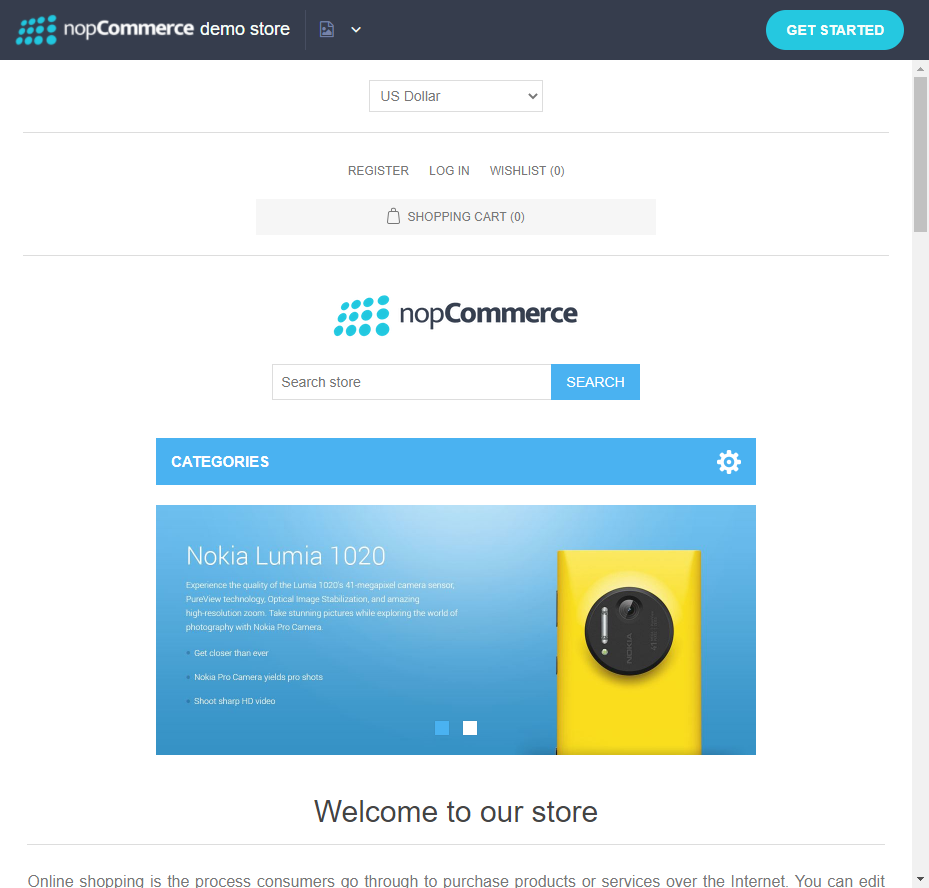 nopCommerce demo store
GET STARTED
US Dollar
REGISTER LOG IN WISHLIST (0)
SHOPPING CART (0)
nopCommerce
Search store SEARCH
CATEGORIES
Nokia Lumia 1020
Experience the quality of the Lumia 1020's 41-megapixel camera sensor,
PureView technology, Optical Image Stabilization, and amazing
high-resolution zoom. Take stunning pictures while exploring the world of
photography with Nokia Pro Camera
Get closer than ever
Nokia Pro Camera yields pro shots
Shoot sharp HD video
NOKIA
Welcome to our store
Online shopping is the process consumers go through to purchase products or services over the Internet. You can edit